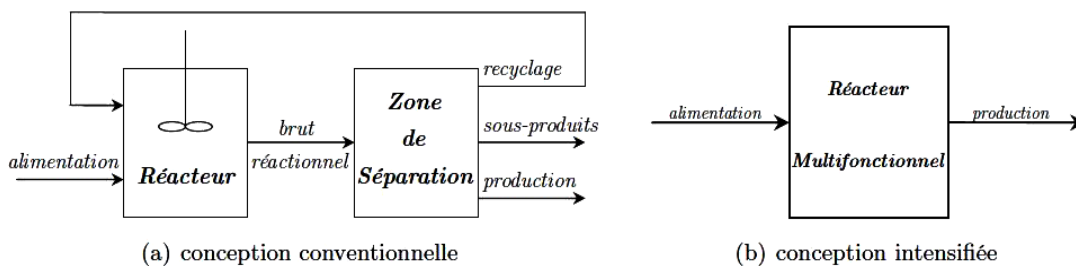 recyclage
Zone
de
Séparation
sous-produits
production
brut
réactionnel
alimentation
Réacteur
(a) conception conventionnelle
alimentation
Réacteur
Multifonctionnel
production
(b) conception intensifiée